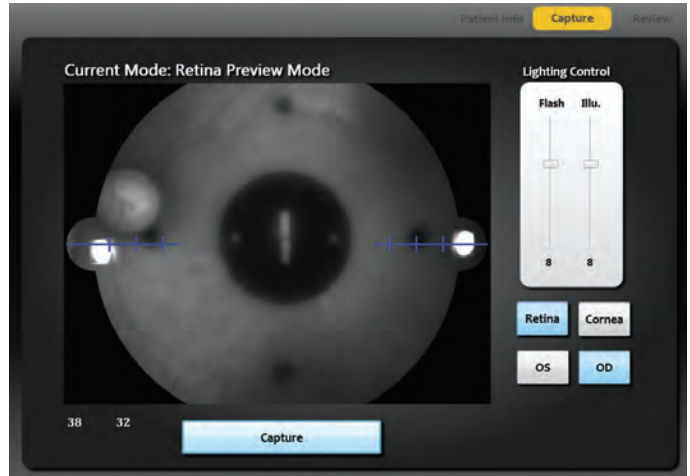 Patient Info Capture Review
Current Mode: Retina Preview Mode
Lighting Control
Flash Illu.
8 8
Retina Cornea
OS OD
38 32
Capture